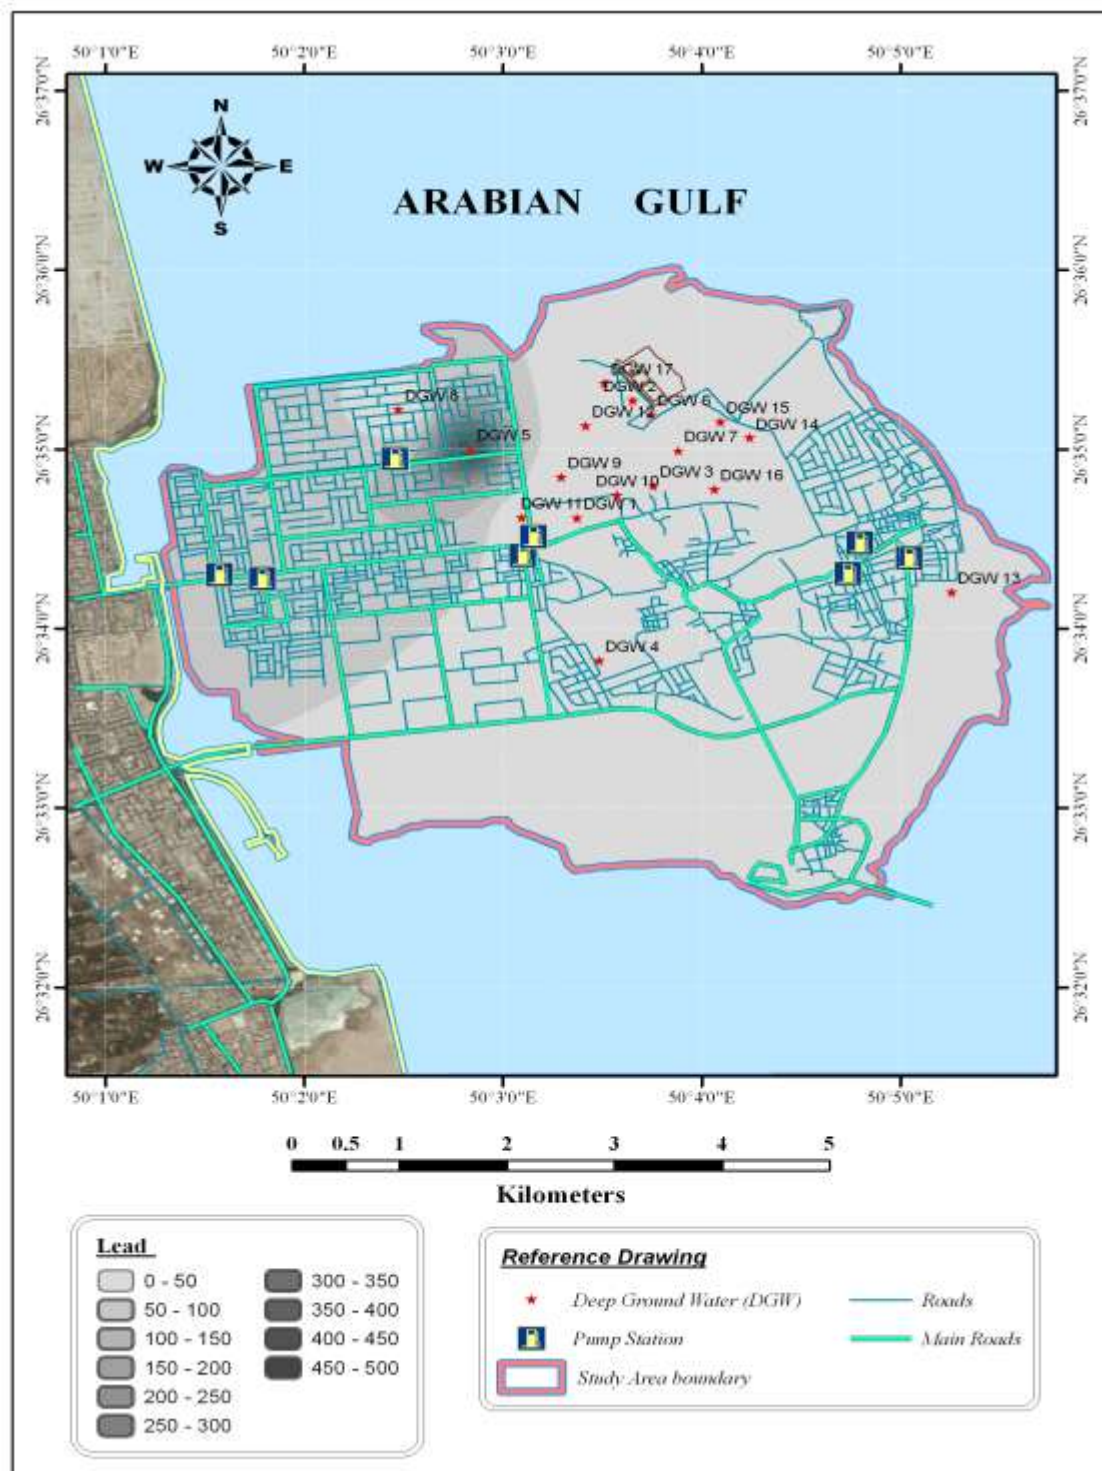 50°1'0"E 50°2'0"E 50°3'0"E 50°4'0"E 50°5'0"E
26°37'0"N 26°37'0"N
N
W E
S
ARABIAN GULF
26°36'0"N 26°36'0"N
DGW 17
DGW 2
DGW 8 DGW 6
DGW 12 DGW 15
DGW 5 DGW 7 DGW 14
26°35'0"N 26°35'0"N
DGW 9 DGW 3 DGW 16
DGW 10
DGW 11 DGW 1
DGW 13
26°34'0"N 26°34'0"N
DGW 4
26°33'0"N 26°33'0"N
26°32'0"N 26°32'0"N
50°1'0"E 50°2'0"E 50°3'0"E 50°4'0"E 50°5'0"E
0 0.5 1 2 3 4 5
Kilometers
Lead
0 - 50
50 - 100
100 - 150
150 - 200
200 - 250
250 - 300
300 - 350
350 - 400
400 - 450
450 - 500
Reference Drawing
Deep Ground Water (DGW)
Pump Station
Study Area boundary
Roads
Main Roads